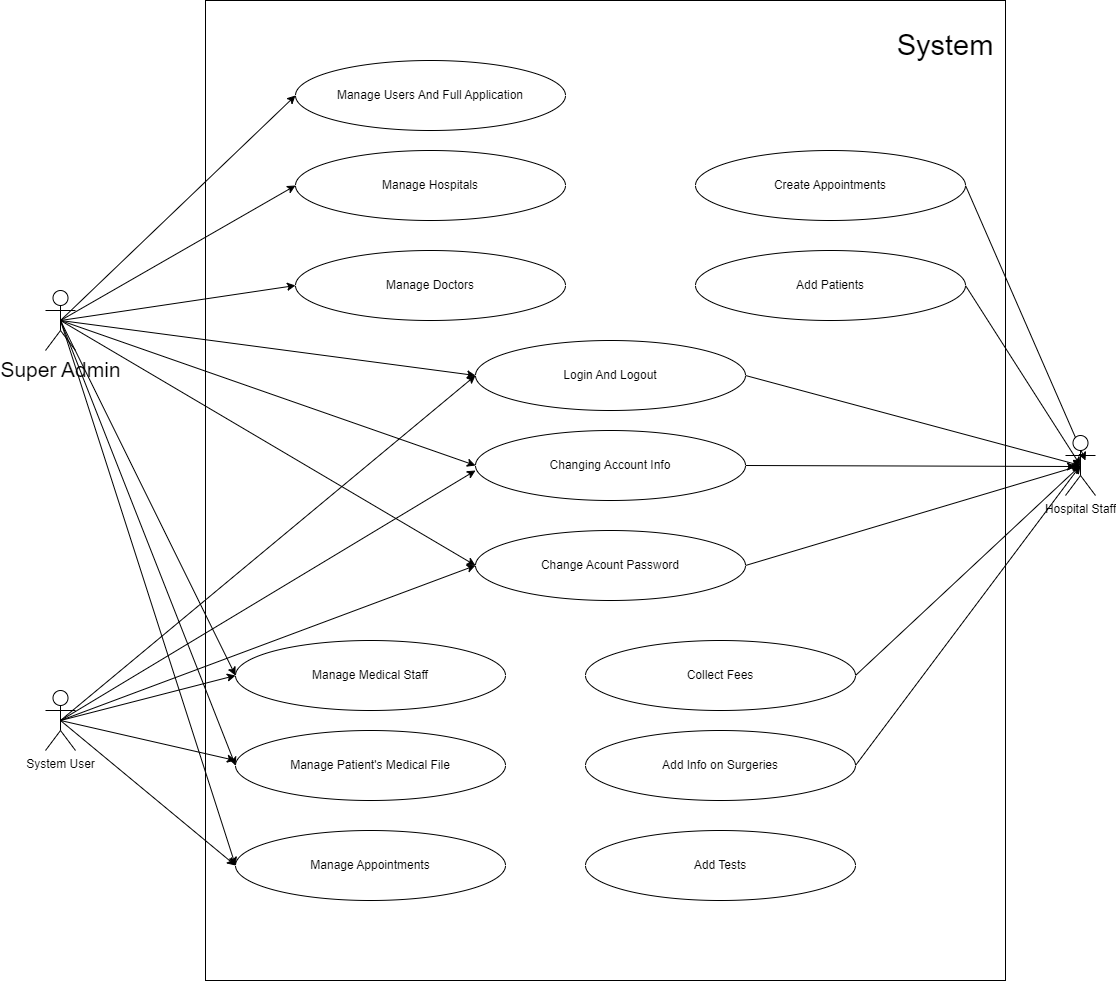 System
Manage Users And Full Application
Manage Hospitals
Create Appointments
Manage Doctors
Add Patients
Super Admin
Login And Logout
Changing Account Info
Hospital Staff
Change Acount Password
Manage Medical Staff
Collect Fees
System User
Manage Patient's Medical File
Add Info on Surgeries
Manage Appointments
Add Tests